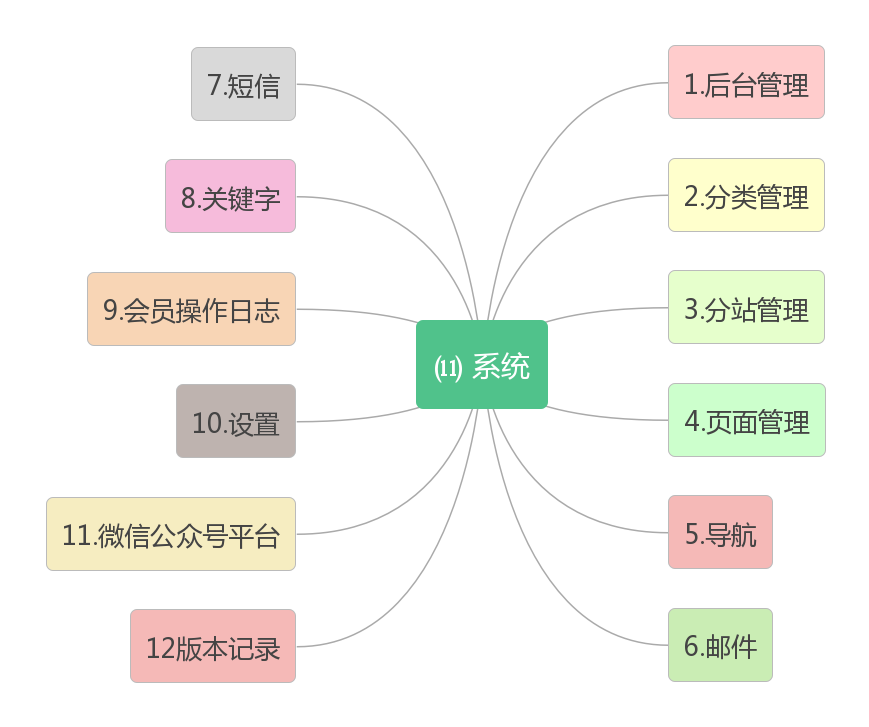 ⑾ 系统
1.后台管理
2.分类管理
3.分站管理
4.页面管理
5.导航
6.邮件
7.短信
8.关键字
9.会员操作日志
10.设置
11.微信公众号平台
12版本记录